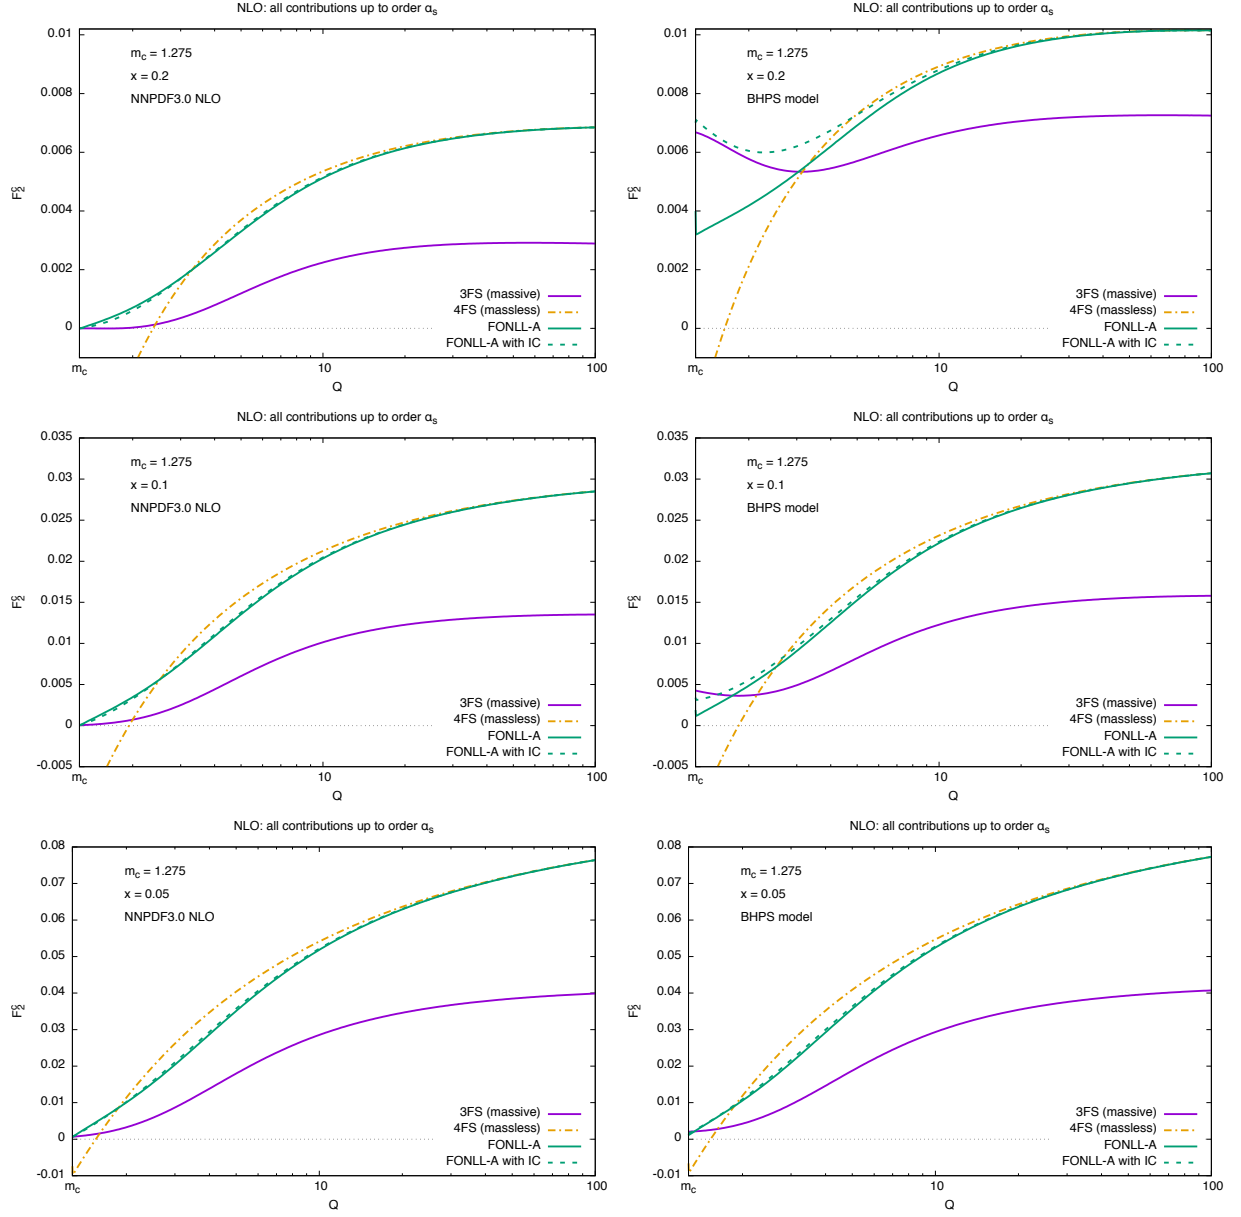 NLO: all contributions up to order αs
0.01
0.008
0.006
0.004
0.002
0
F2c
mc = 1.275
x = 0.2
NNPDF3.0 NLO
3FS (massive)
4FS (massless)
FONLL-A
FONLL-A with IC
mc
10
100
Q
NLO: all contributions up to order αs
0.01
0.008
0.006
0.004
0.002
0
F2c
mc = 1.275
x = 0.2
BHPS model
3FS (massive)
4FS (massless)
FONLL-A
FONLL-A with IC
mc
10
100
Q
NLO: all contributions up to order αs
0.035
0.03
0.025
0.02
0.015
0.01
0.005
0
-0.005
F2c
mc = 1.275
x = 0.1
NNPDF3.0 NLO
3FS (massive)
4FS (massless)
FONLL-A
FONLL-A with IC
mc
10
100
Q
NLO: all contributions up to order αs
0.035
0.03
0.025
0.02
0.015
0.01
0.005
0
-0.005
F2c
mc = 1.275
x = 0.1
BHPS model
3FS (massive)
4FS (massless)
FONLL-A
FONLL-A with IC
mc
10
100
Q
NLO: all contributions up to order αs
0.08
0.07
0.06
0.05
0.04
0.03
0.02
0.01
0
-0.01
F2c
mc = 1.275
x = 0.05
NNPDF3.0 NLO
3FS (massive)
4FS (massless)
FONLL-A
FONLL-A with IC
mc
10
100
Q
NLO: all contributions up to order αs
0.08
0.07
0.06
0.05
0.04
0.03
0.02
0.01
0
-0.01
F2c
mc = 1.275
x = 0.05
BHPS model
3FS (massive)
4FS (massless)
FONLL-A
FONLL-A with IC
mc
10
100
Q